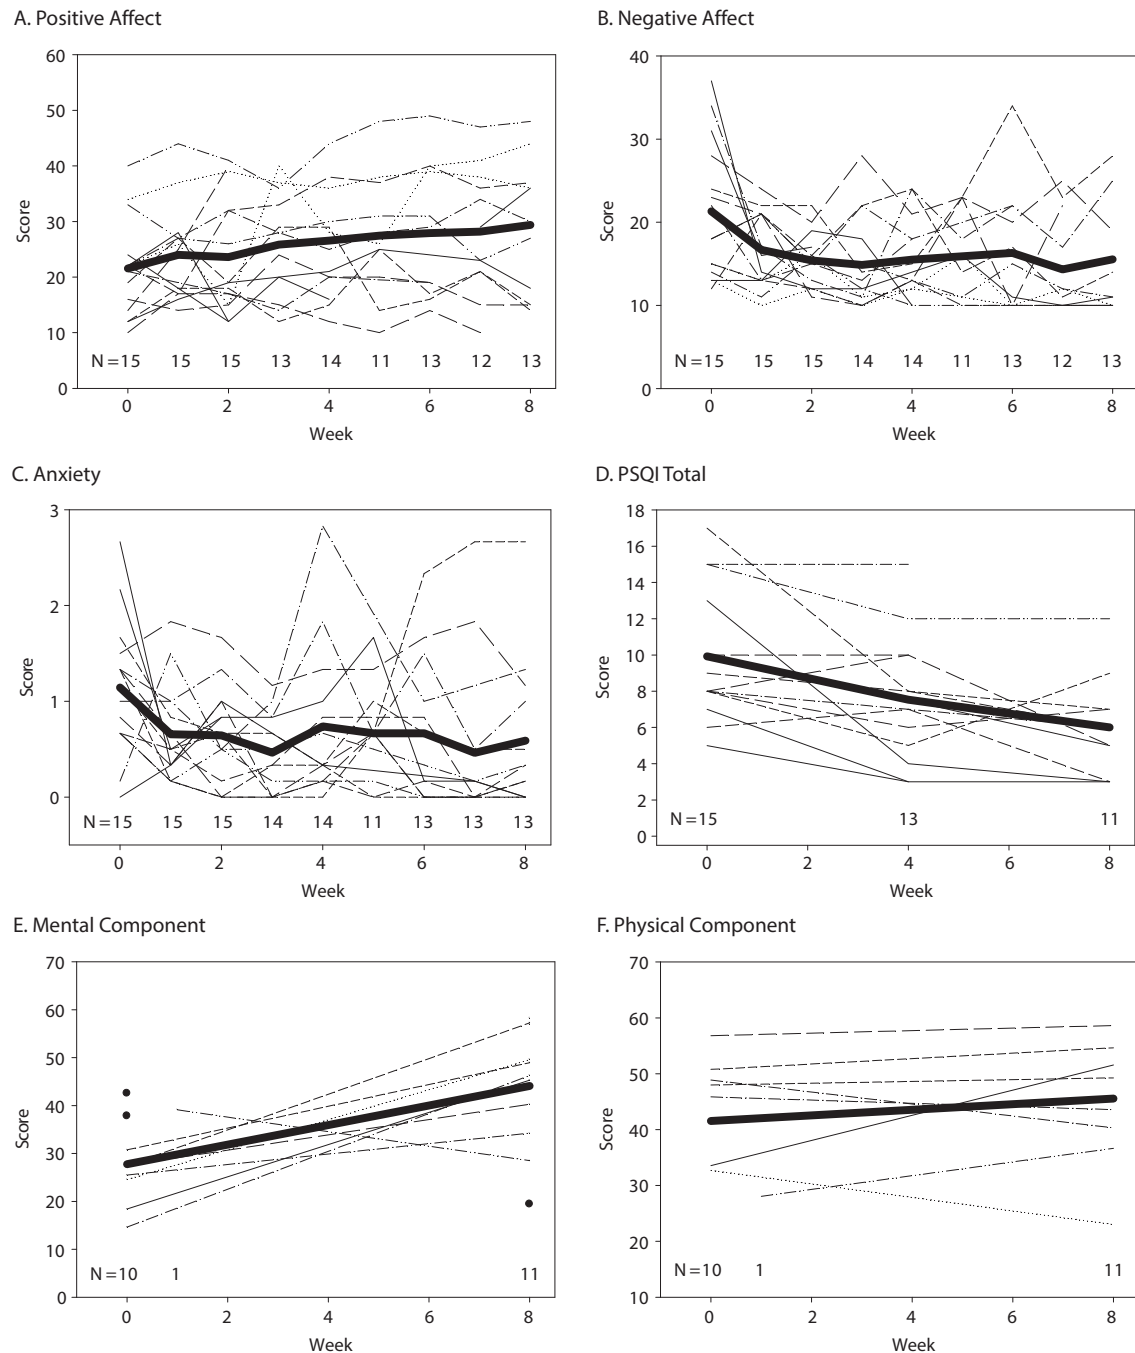 A. Positive Affect
60
50
40
30
20
10
0
Score
N = 15 15 15 13 14 11 13 12 13
0 2 4 6 8
Week
B. Negative Affect
40
30
20
10
0
Score
N = 15 15 15 14 14 11 13 12 13
0 2 4 6 8
Week
C. Anxiety
3
2
1
0
Score
N = 15 15 15 14 14 11 13 13 13
0 2 4 6 8
Week
D. PSQI Total
18
16
14
12
10
8
6
4
2
0
Score
N = 15 13 11
0 2 4 6 8
Week
E. Mental Component
70
60
50
40
30
20
10
0
Score
N = 10 1 11
0 2 4 6 8
Week
F. Physical Component
70
60
50
40
30
20
10
Score
N = 10 1 11
0 2 4 6 8
Week